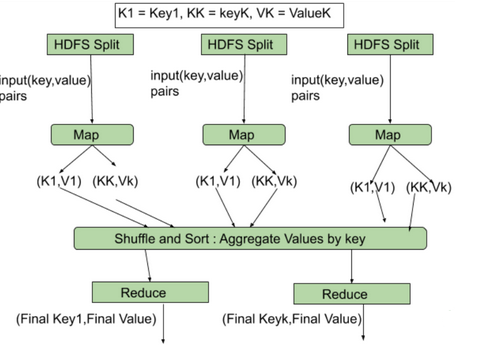 K1 = Key1, KK = keyK, VK = ValueK
HDFS Split
HDFS Split
HDFS Split
input(key,value)
pairs
input(key,value)
pairs
input(key,value)
pairs
Map
Map
Map
(K1,V1) (KK,Vk)
(K1,V1) (KK,Vk)
(K1,V1) (KK,Vk)
Shuffle and Sort : Aggregate Values by key
Reduce
Reduce
(Final Key1,Final Value)
(Final Keyk,Final Value)